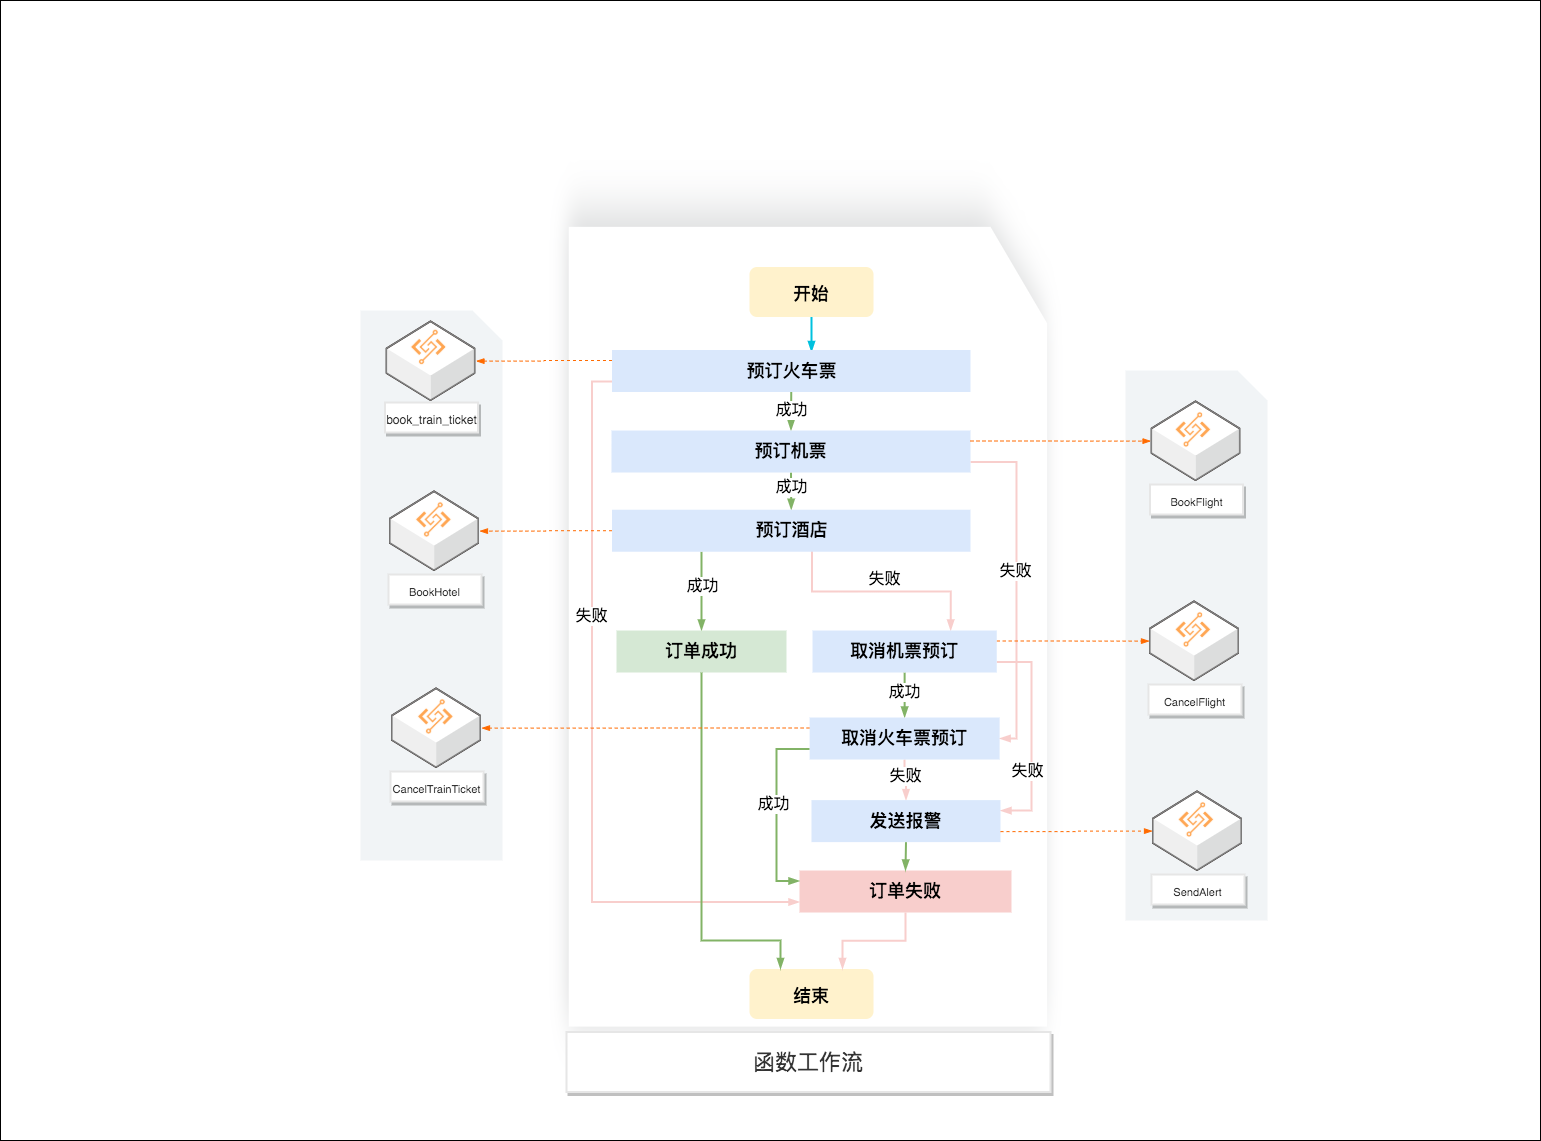 开始
预订火车票
book_train_ticket
成功
预订机票
BookFlight
成功
预订酒店
BookHotel
成功
失败
失败
失败
订单成功
取消机票预订
CancelFlight
成功
取消火车票预订
CancelTrainTicket
失败
失败
成功
发送报警
SendAlert
订单失败
结束
函数工作流